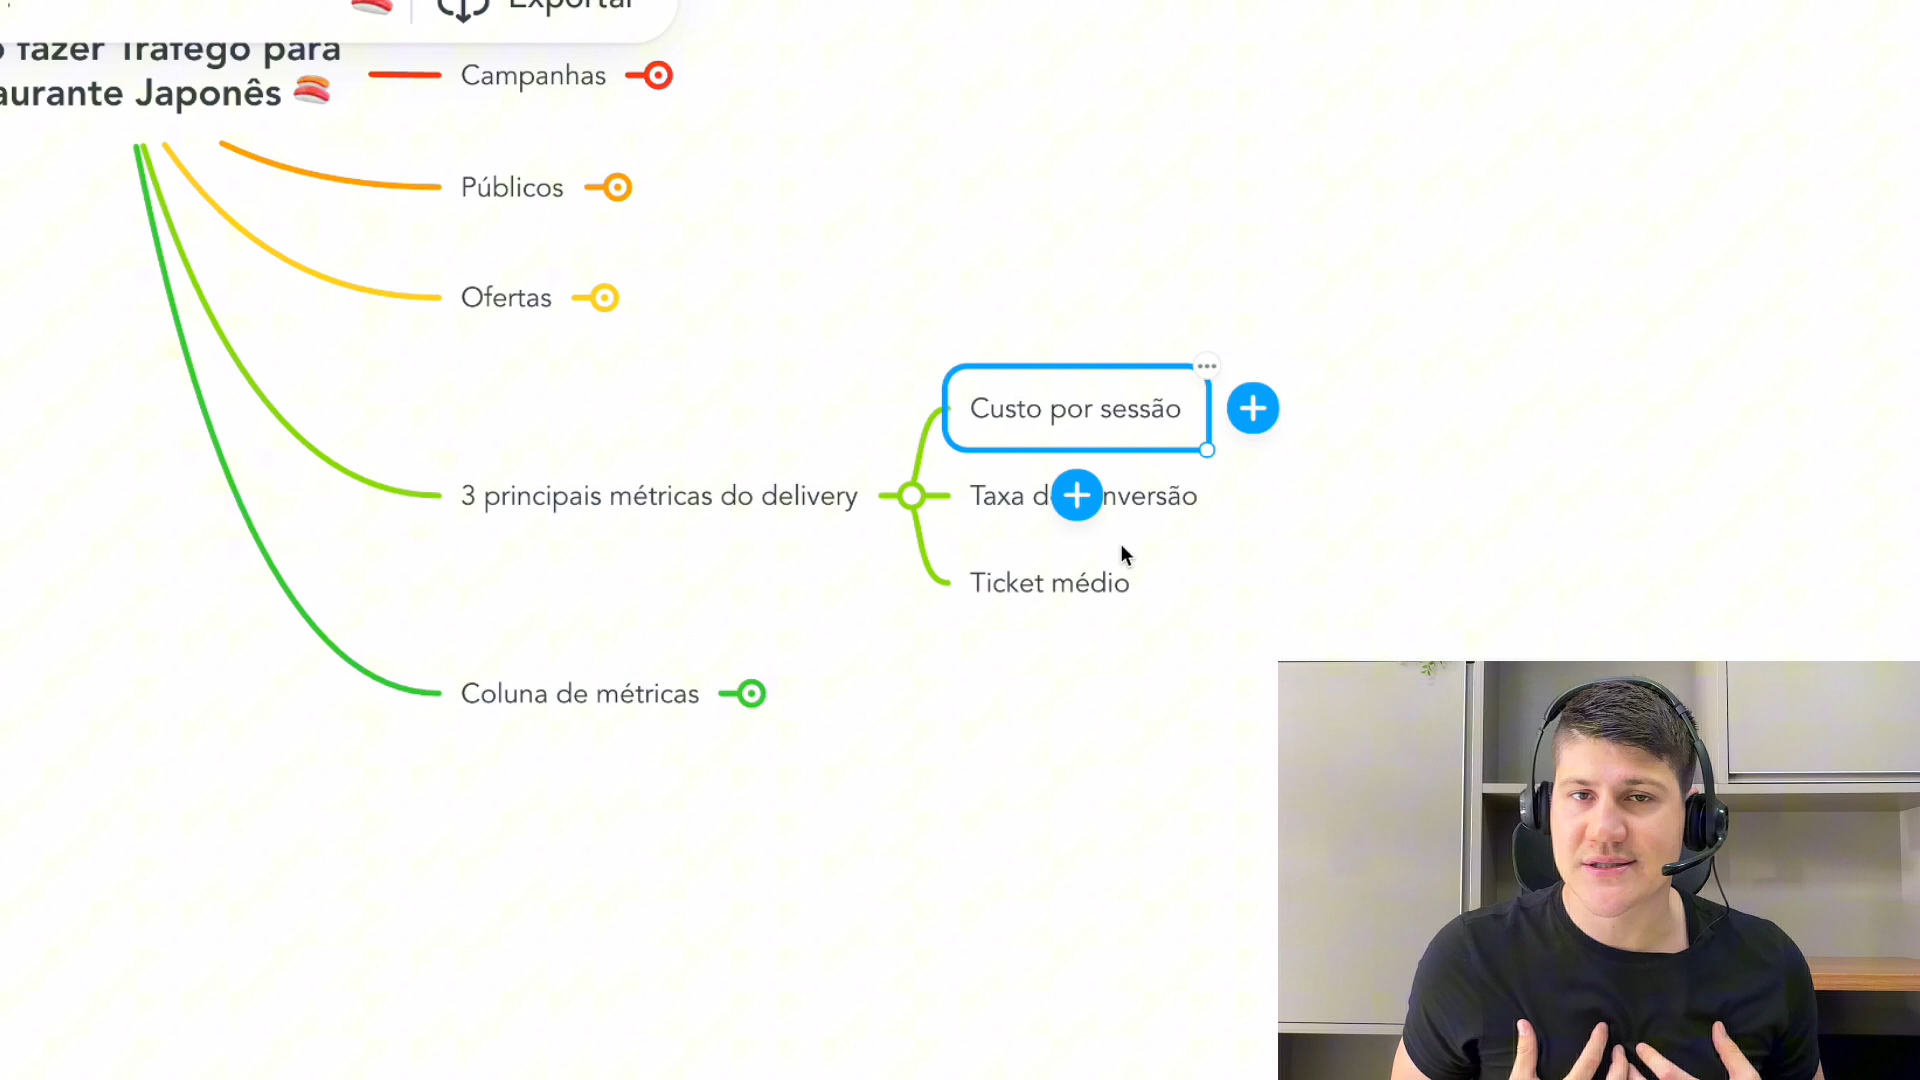 Exportar
fazer Tráfego para
aurante Japonês 🍣
Campanhas
Públicos
Ofertas
Custo por sessão
3 principais métricas do delivery
Taxa d nversão
Ticket médio
Coluna de métricas